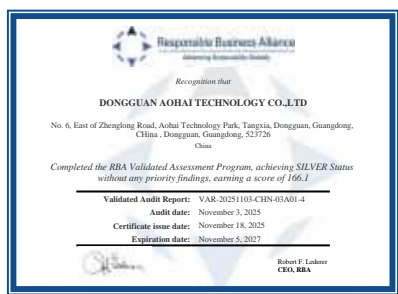 Responsible Business Alliance
Advancing Sustainability Globally
Recognition that
DONGGUAN AOHAI TECHNOLOGY CO.,LTD
No. 6, East of Zhenglong Road, Aohai Technology Park, Tangxia, Dongguan, Guangdong,
CHina , Dongguan, Guangdong, 523726
China
Completed the RBA Validated Assessment Program, achieving SILVER Status
without any priority findings, earning a score of 166.1
Validated Audit Report: VAR-20251103-CHN-03A01-4
Audit date: November 3, 2025
Certificate issue date: November 18, 2025
Expiration date: November 5, 2027
Robert F. Lederer
CEO, RBA